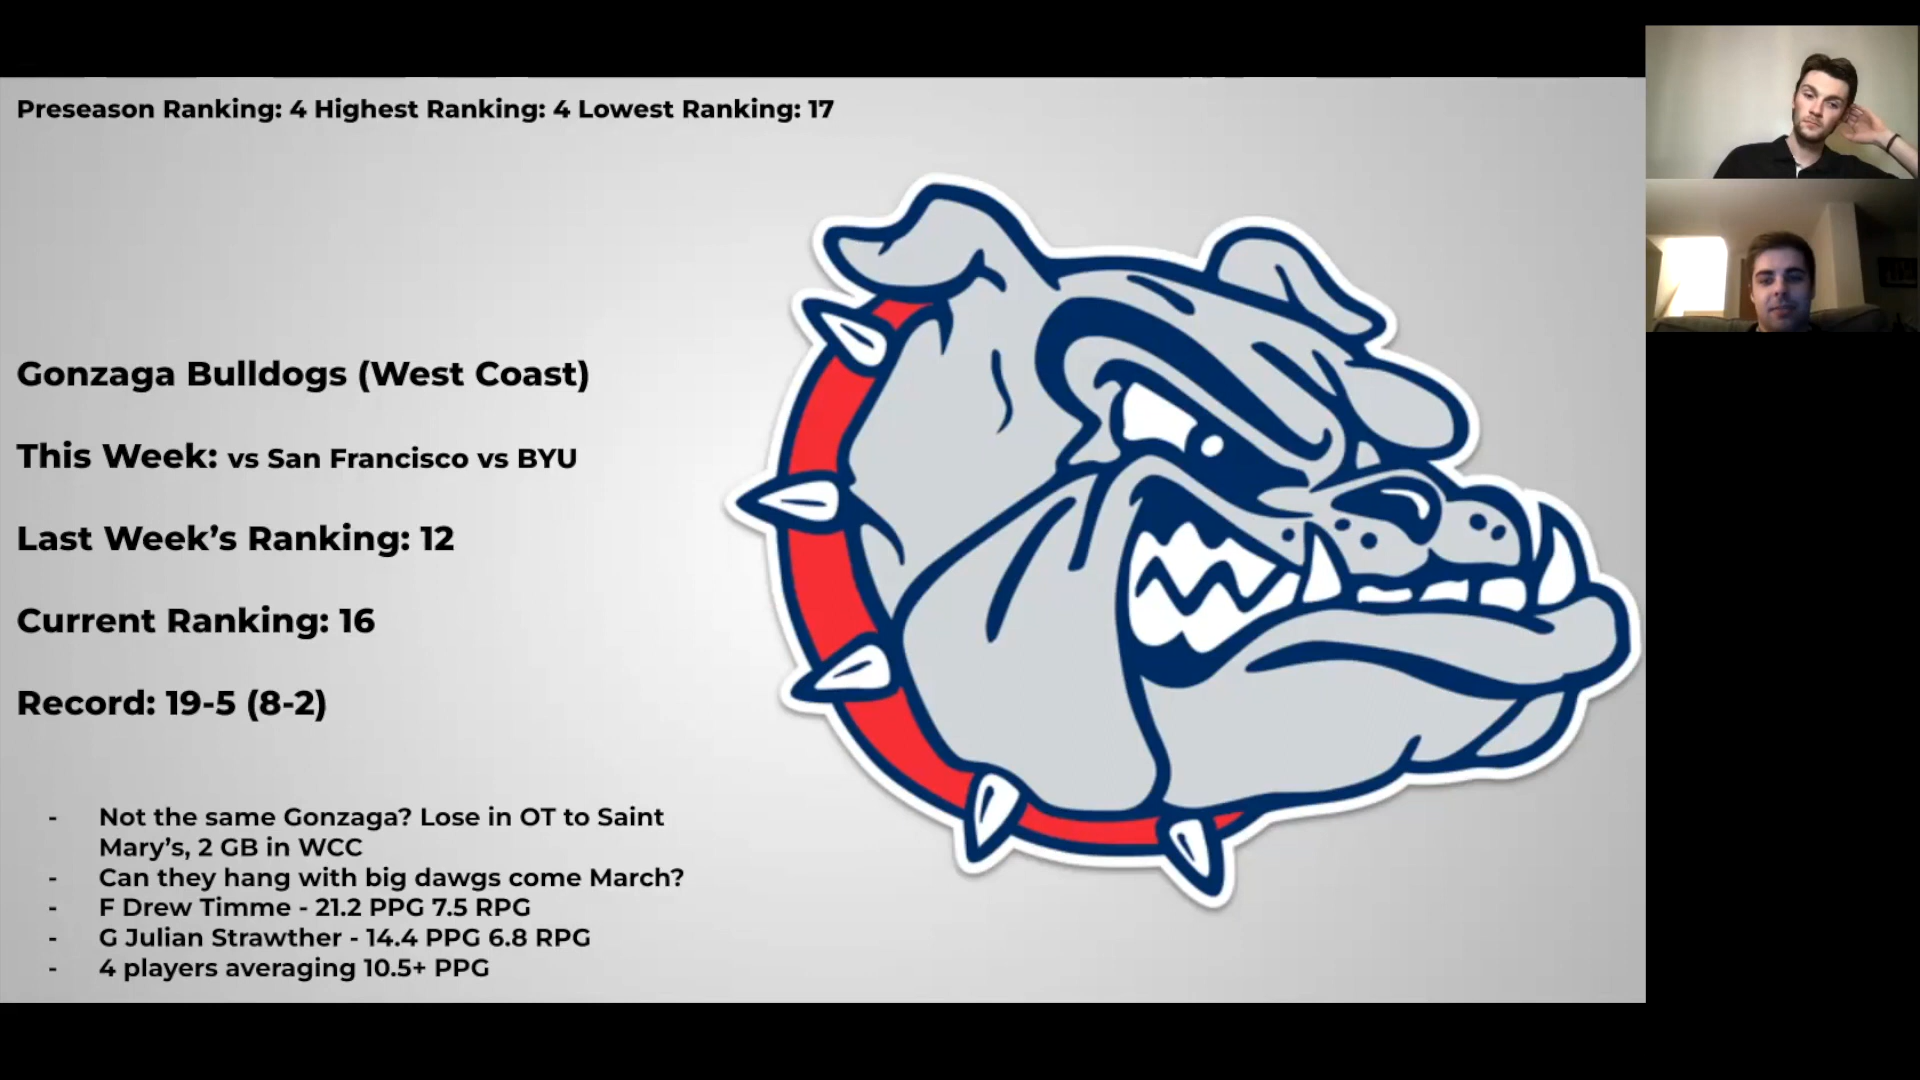 Preseason Ranking: 4 Highest Ranking: 4 Lowest Ranking: 17
Gonzaga Bulldogs (West Coast)
This Week: vs San Francisco vs BYU
Last Week’s Ranking: 12
Current Ranking: 16
Record: 19-5 (8-2)
- Not the same Gonzaga? Lose in OT to Saint
Mary’s, 2 GB in WCC
- Can they hang with big dawgs come March?
- F Drew Timme - 21.2 PPG 7.5 RPG
- G Julian Strawther - 14.4 PPG 6.8 RPG
- 4 players averaging 10.5+ PPG